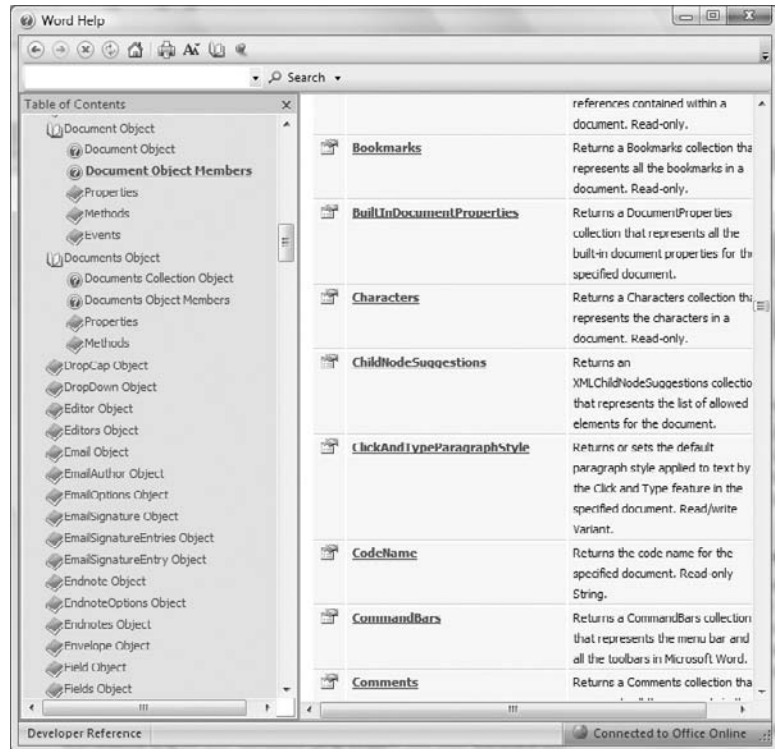 Word Help
Search
Table of Contents
Document Object
Document Object
Document Object Members
Properties
Methods
Events
Documents Object
Documents Collection Object
Documents Object Members
Properties
Methods
DropCap Object
DropDown Object
Editor Object
Editors Object
Email Object
EmailAuthor Object
EmailOptions Object
EmailSignature Object
EmailSignatureEntries Object
EmailSignatureEntry Object
Endnote Object
EndnoteOptions Object
Endnotes Object
Envelope Object
Field Object
Fields Object
references contained within a
document. Read-only.
Bookmarks
Returns a Bookmarks collection tha
represents all the bookmarks in a
document. Read-only.
BuiltInDocumentProperties
Returns a DocumentProperties
collection that represents all the
built-in document properties for th
specified document.
Characters
Returns a Characters collection tha
represents the characters in a
document. Read-only.
ChildNodeSuggestions
Returns an
XMLChildNodeSuggestions collectio
that represents the list of allowed
elements for the document.
ClickAndTypeParagraphStyle
Returns or sets the default
paragraph style applied to text by
the Click and Type feature in the
specified document. Read/write
Variant.
CodeName
Returns the code name for the
specified document. Read-only
String.
CommandBars
Returns a CommandBars collection
that represents the menu bar and
all the toolbars in Microsoft Word.
Comments
Returns a Comments collection tha
Developer Reference
Connected to Office Online